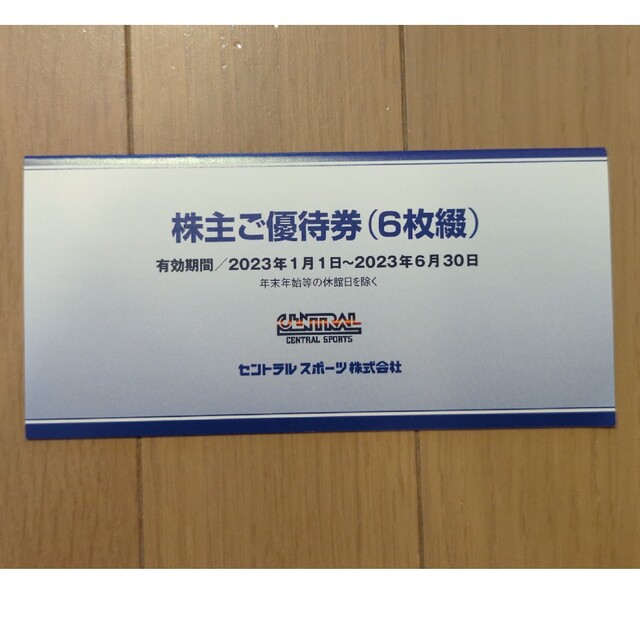 株主ご優待券(6枚綴)
有効期間/2023年1月1日~2023年6月30日
年末年始等の休館日を除く
CENTRAL
CENTRAL SPORTS
セントラルスポーツ株式会社